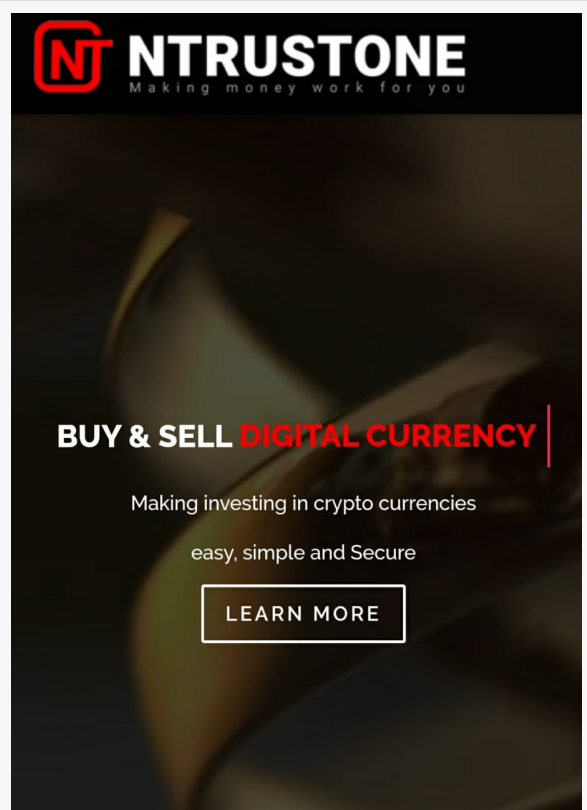 NT NTRUSTONE
Making money work for you
BUY & SELL DIGITAL CURRENCY
Making investing in crypto currencies
easy, simple and Secure
LEARN MORE